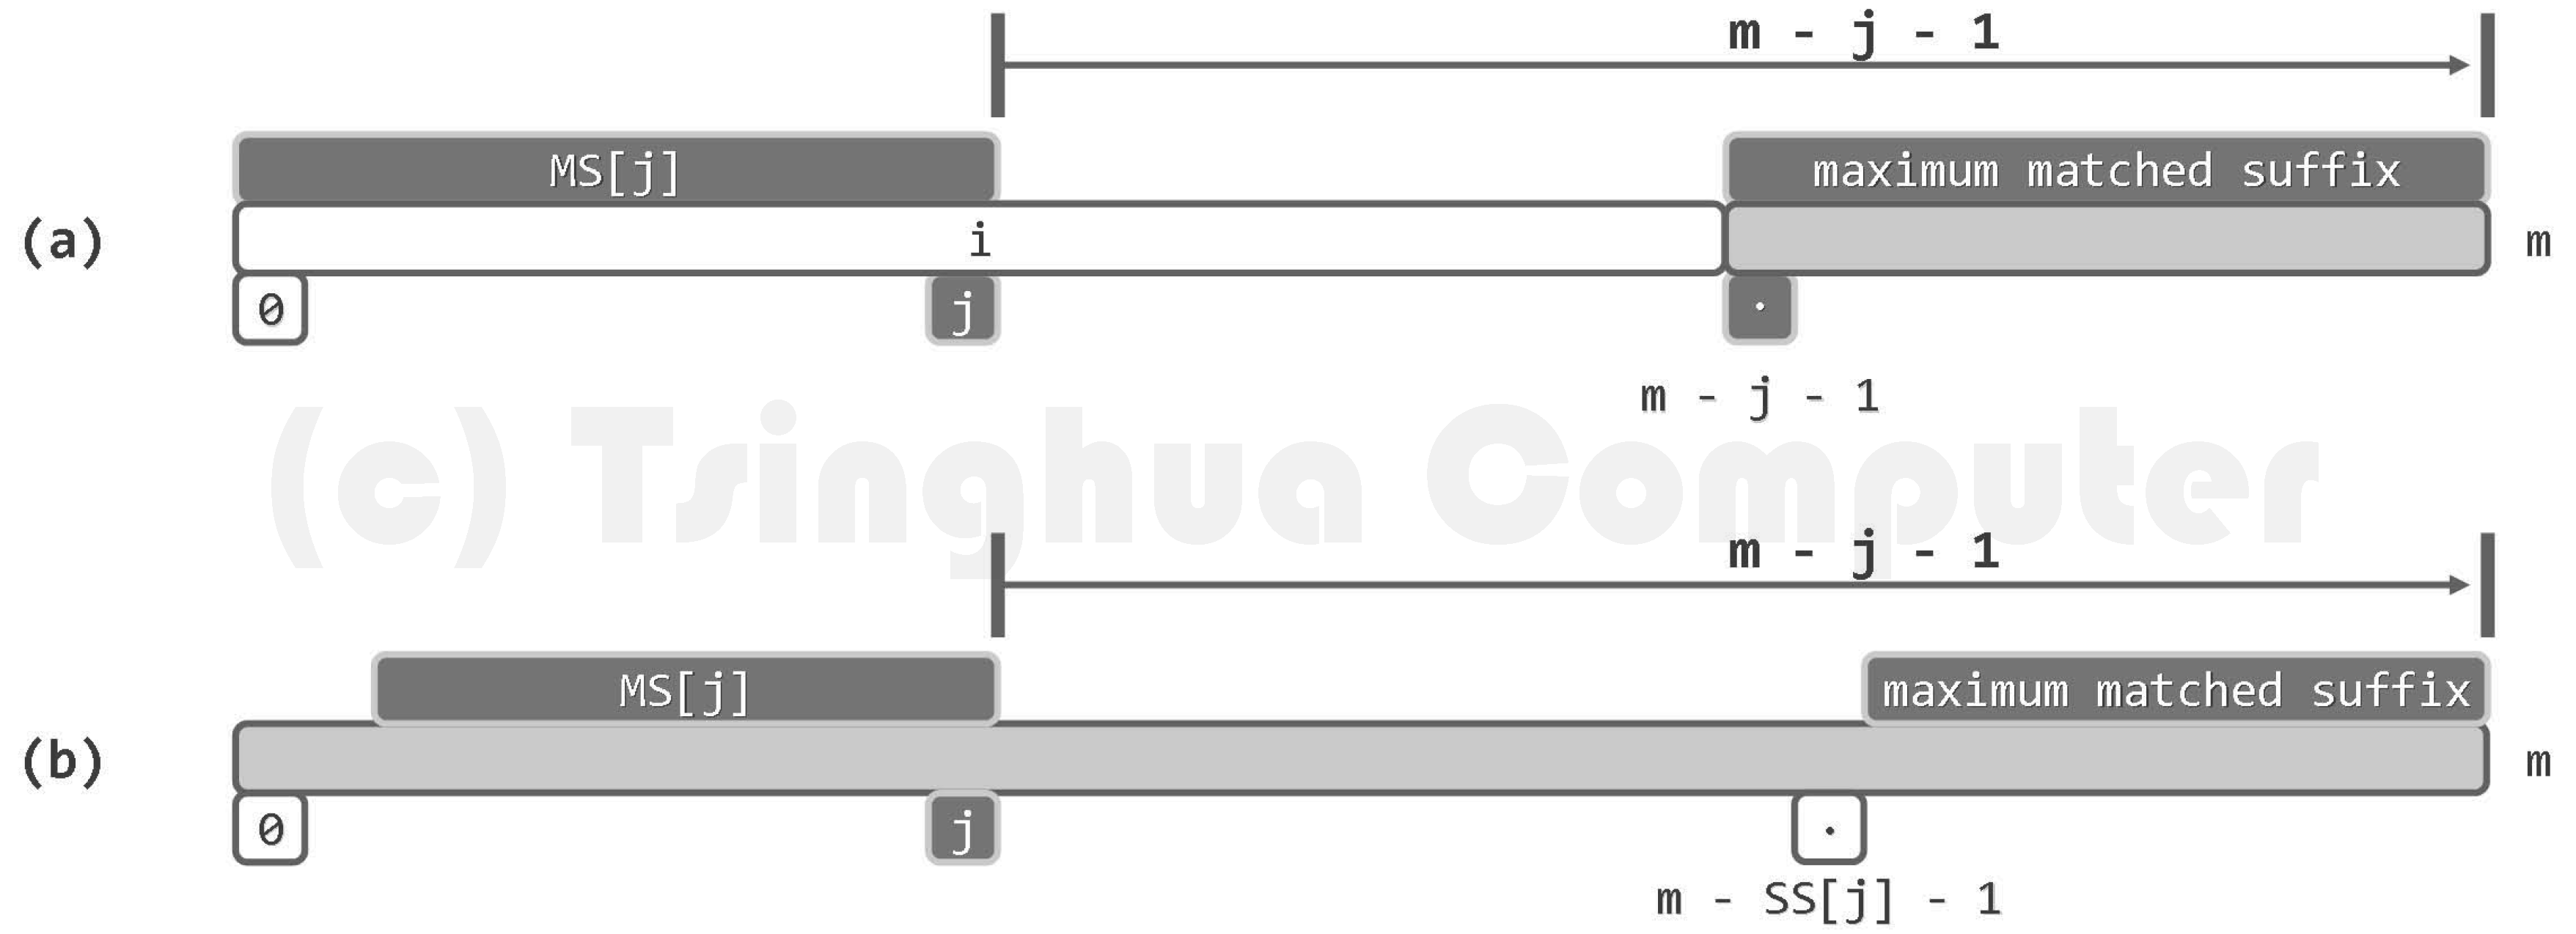 m - j - 1
MS[j]
maximum matched suffix
(a)
i
m
0
j
·
m - j - 1
(c) Tsinghua Computer
m - j - 1
MS[j]
maximum matched suffix
(b)
m
0
j
·
m - SS[j] - 1